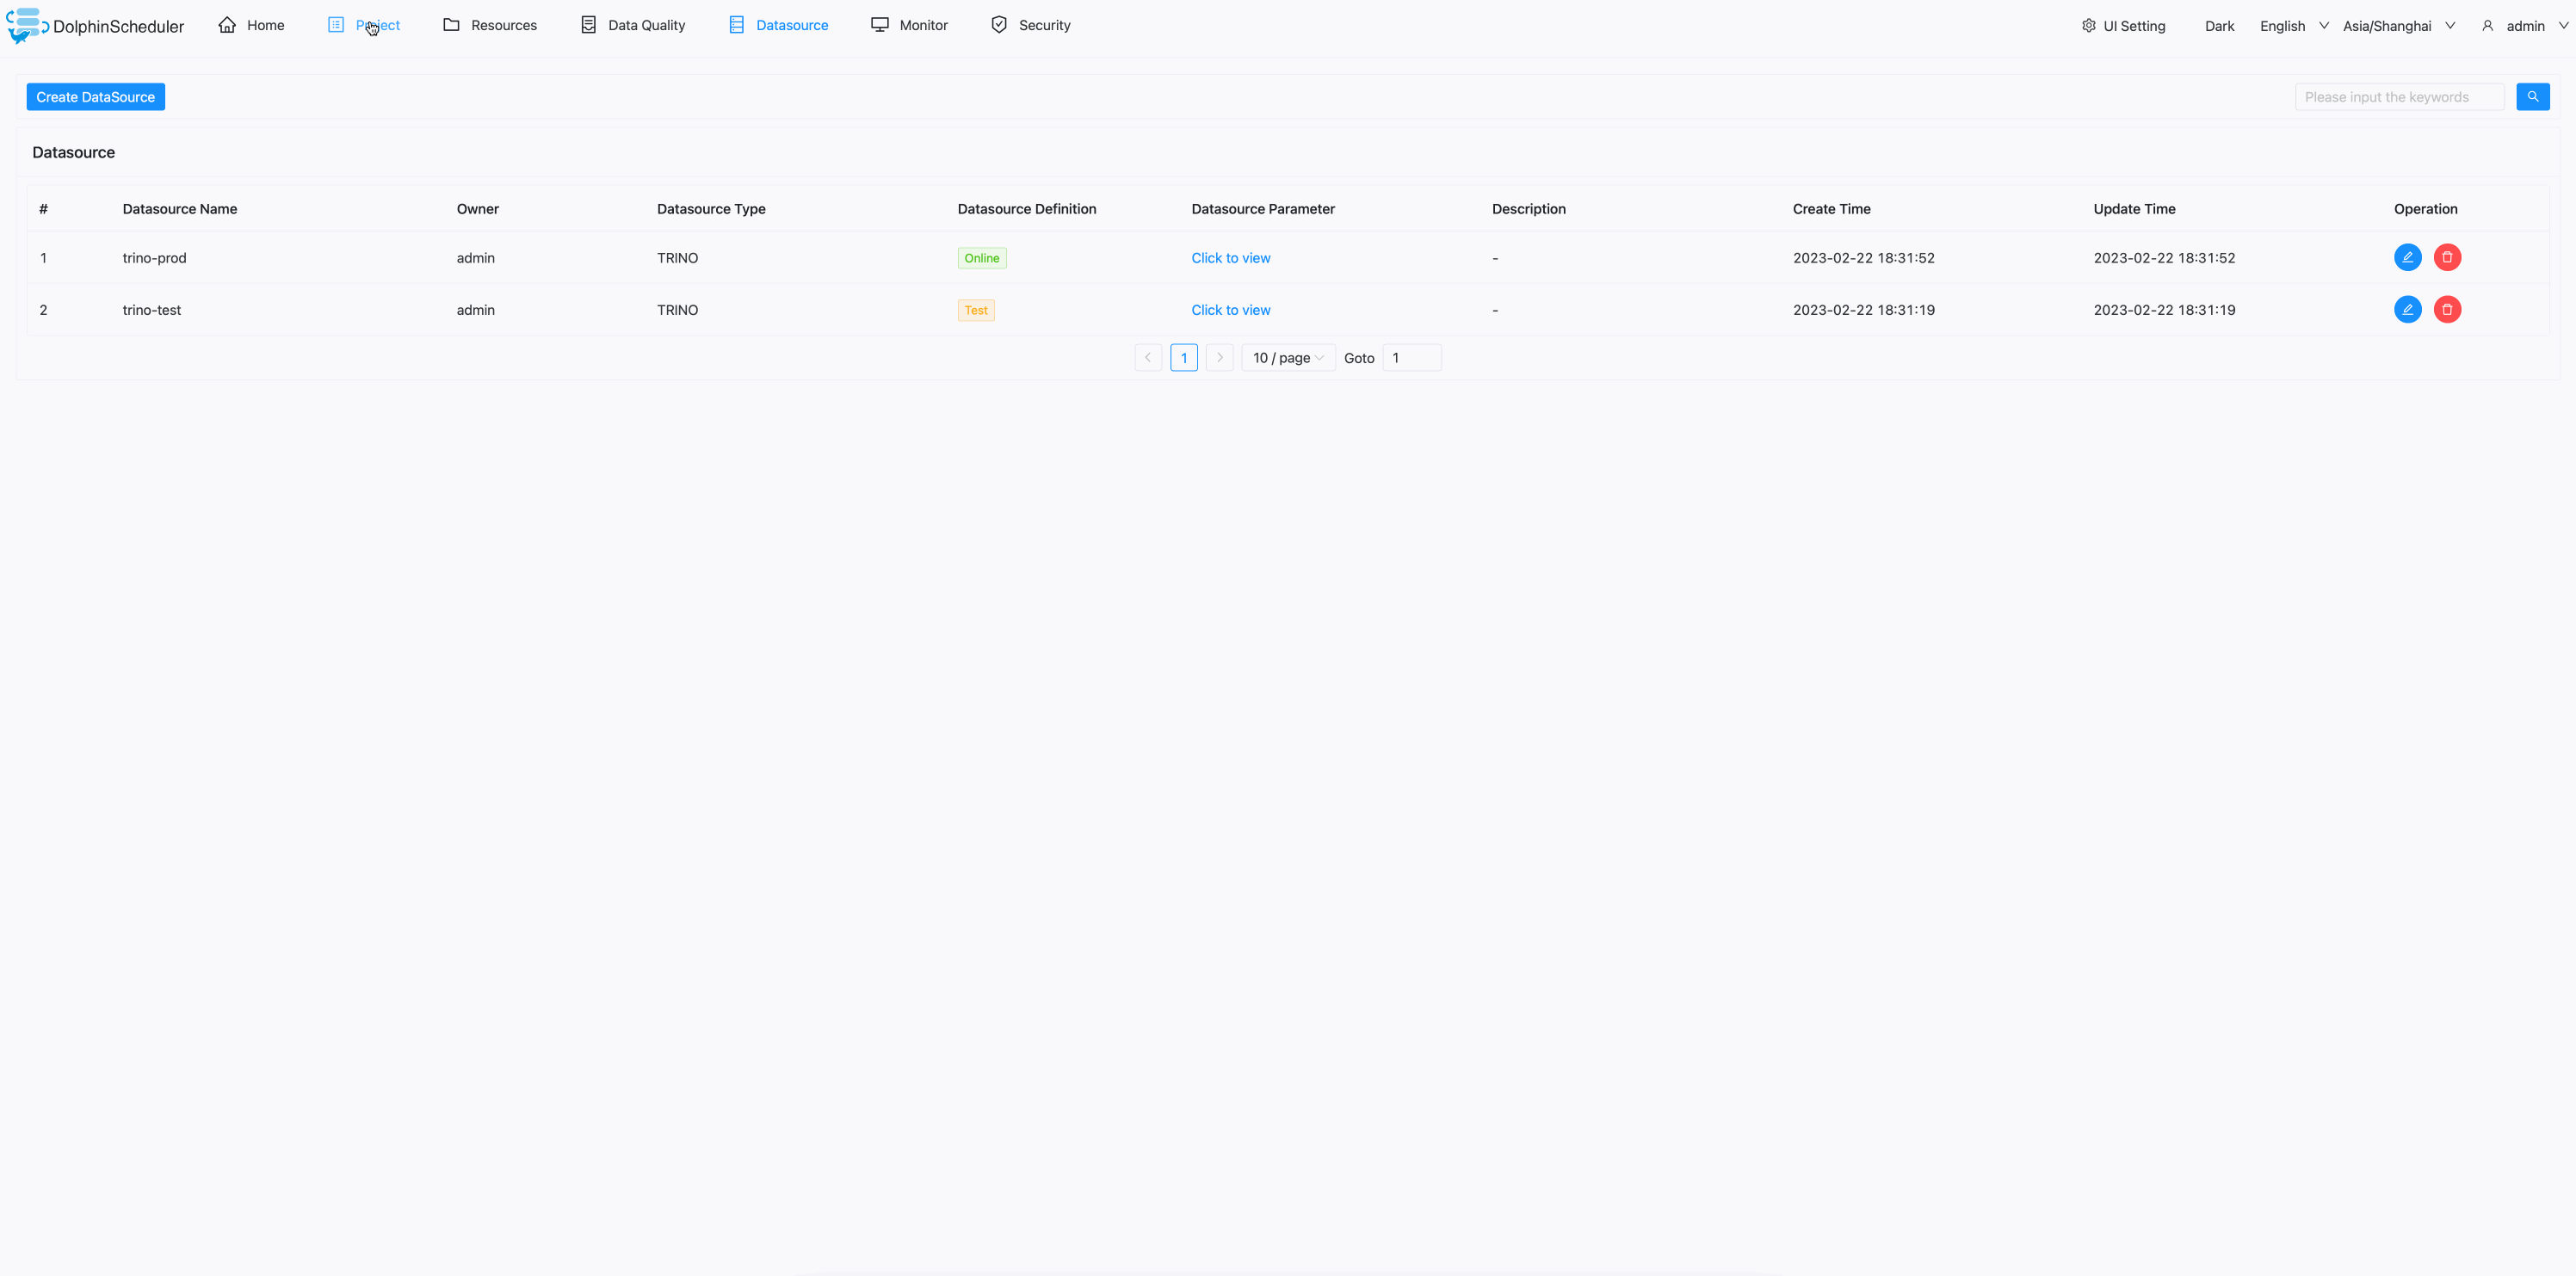 DolphinScheduler Home Project Resources Data Quality Datasource Monitor Security UI Setting Dark English Asia/Shanghai admin
Create DataSource Please input the keywords
Datasource
# Datasource Name Owner Datasource Type Datasource Definition Datasource Parameter Description Create Time Update Time Operation
1 trino-prod admin TRINO Online Click to view - 2023-02-22 18:31:52 2023-02-22 18:31:52
2 trino-test admin TRINO Test Click to view - 2023-02-22 18:31:19 2023-02-22 18:31:19
1 10 / page Goto 1